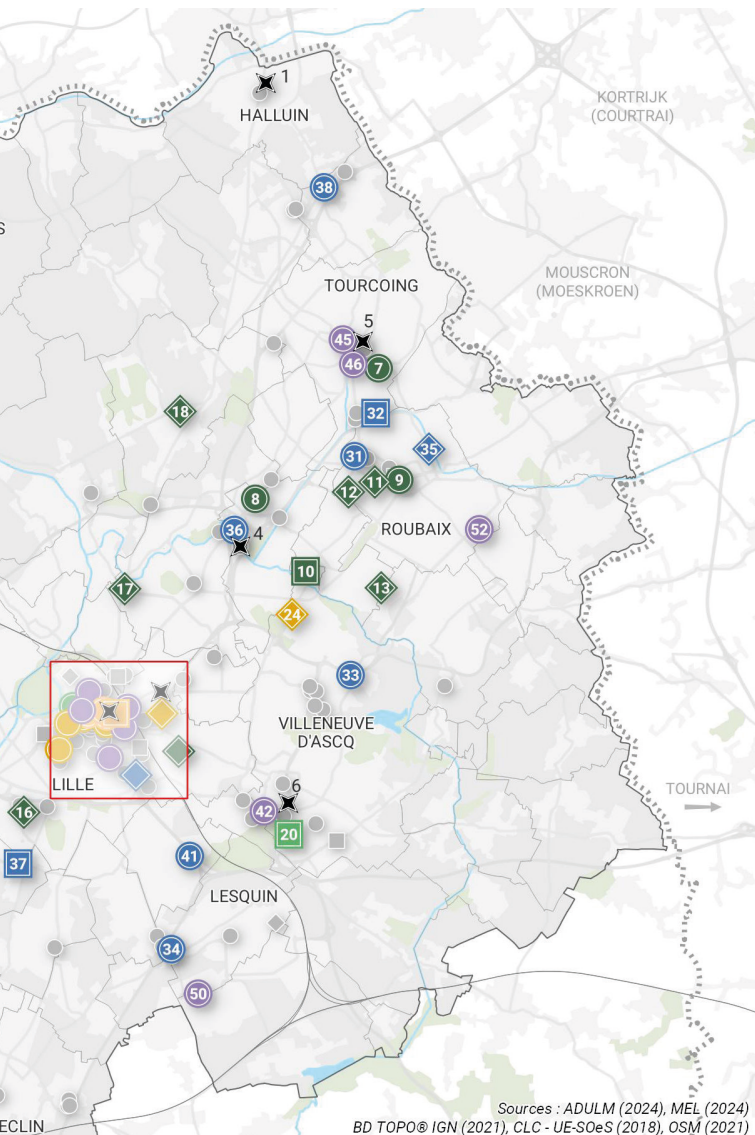 1
HALLUIN
KORTRIJK
(COURTRAI)
38
S
MOUSCRON
(MOESKROEN)
TOURCOING
5
45
46
7
18
32
31
35
11
9
12
8
36
4
ROUBAIX
52
10
17
13
24
33
VILLENEUVE
D'ASCQ
LILLE
6
TOURNAI
42
16
20
37
41
LESQUIN
34
50
ECLIN
Sources : ADULM (2024), MEL (2024)
BD TOPO® IGN (2021), CLC - UE-SOeS (2018), OSM (2021)